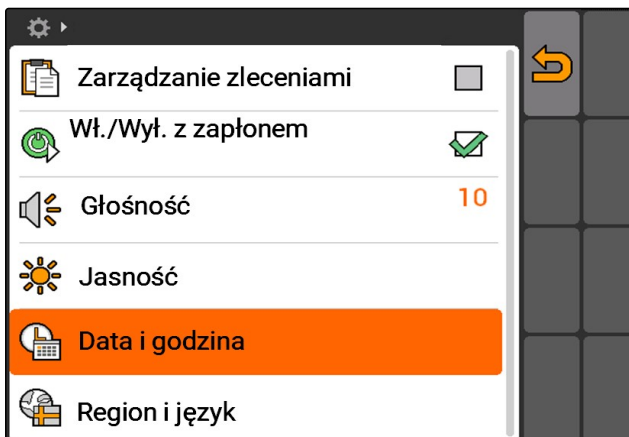 Zarządzanie zleceniami
Wł./Wył. z zapłonem
Głośność 10
Jasność
Data i godzina
Region i język